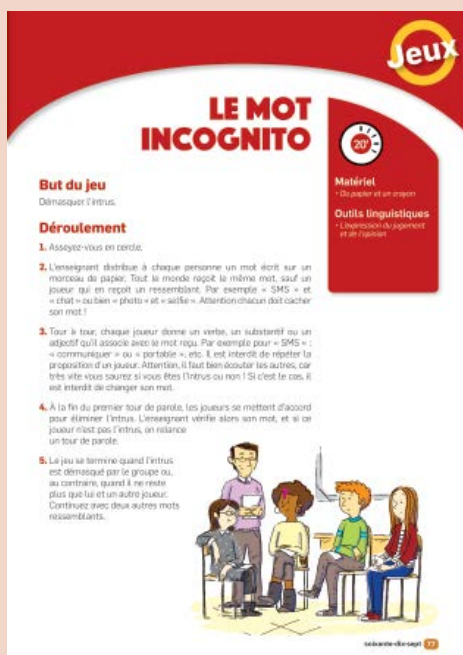 Jeux
LE MOT
INCOGNITO
20'
Matériel
• Du papier et un crayon
Outils linguistiques
• L'expression du jugement
et de l'opinion
But du jeu
Démasquer l'intrus.
Déroulement
1. Asseyez-vous en cercle.
2. L'enseignant distribue à chaque personne un mot écrit sur un
morceau de papier. Tout le monde reçoit le même mot, sauf un
joueur qui en reçoit un ressemblant. Par exemple « SMS » et
« chat » ou bien « photo » et « selfie ». Attention chacun doit cacher
son mot !
3. Tour à tour, chaque joueur donne un verbe, un substantif ou un
adjectif qu'il associe avec le mot reçu. Par exemple pour « SMS » :
« communiquer » ou « portable », etc. Il est interdit de répéter la
proposition d'un joueur. Attention, il faut bien écouter les autres, car
très vite vous saurez si vous êtes l'intrus ou non ! Si c'est le cas, il
est interdit de changer son mot.
4. À la fin du premier tour de parole, les joueurs se mettent d'accord
pour éliminer l'intrus. L'enseignant vérifie alors son mot, et si ce
joueur n'est pas l'intrus, on relance
un tour de parole.
5. Le jeu se termine quand l'intrus
est démasqué par le groupe ou,
au contraire, quand il ne reste
plus que lui et un autre joueur.
Continuez avec deux autres mots
ressemblants.
soixante-dix-sept 77